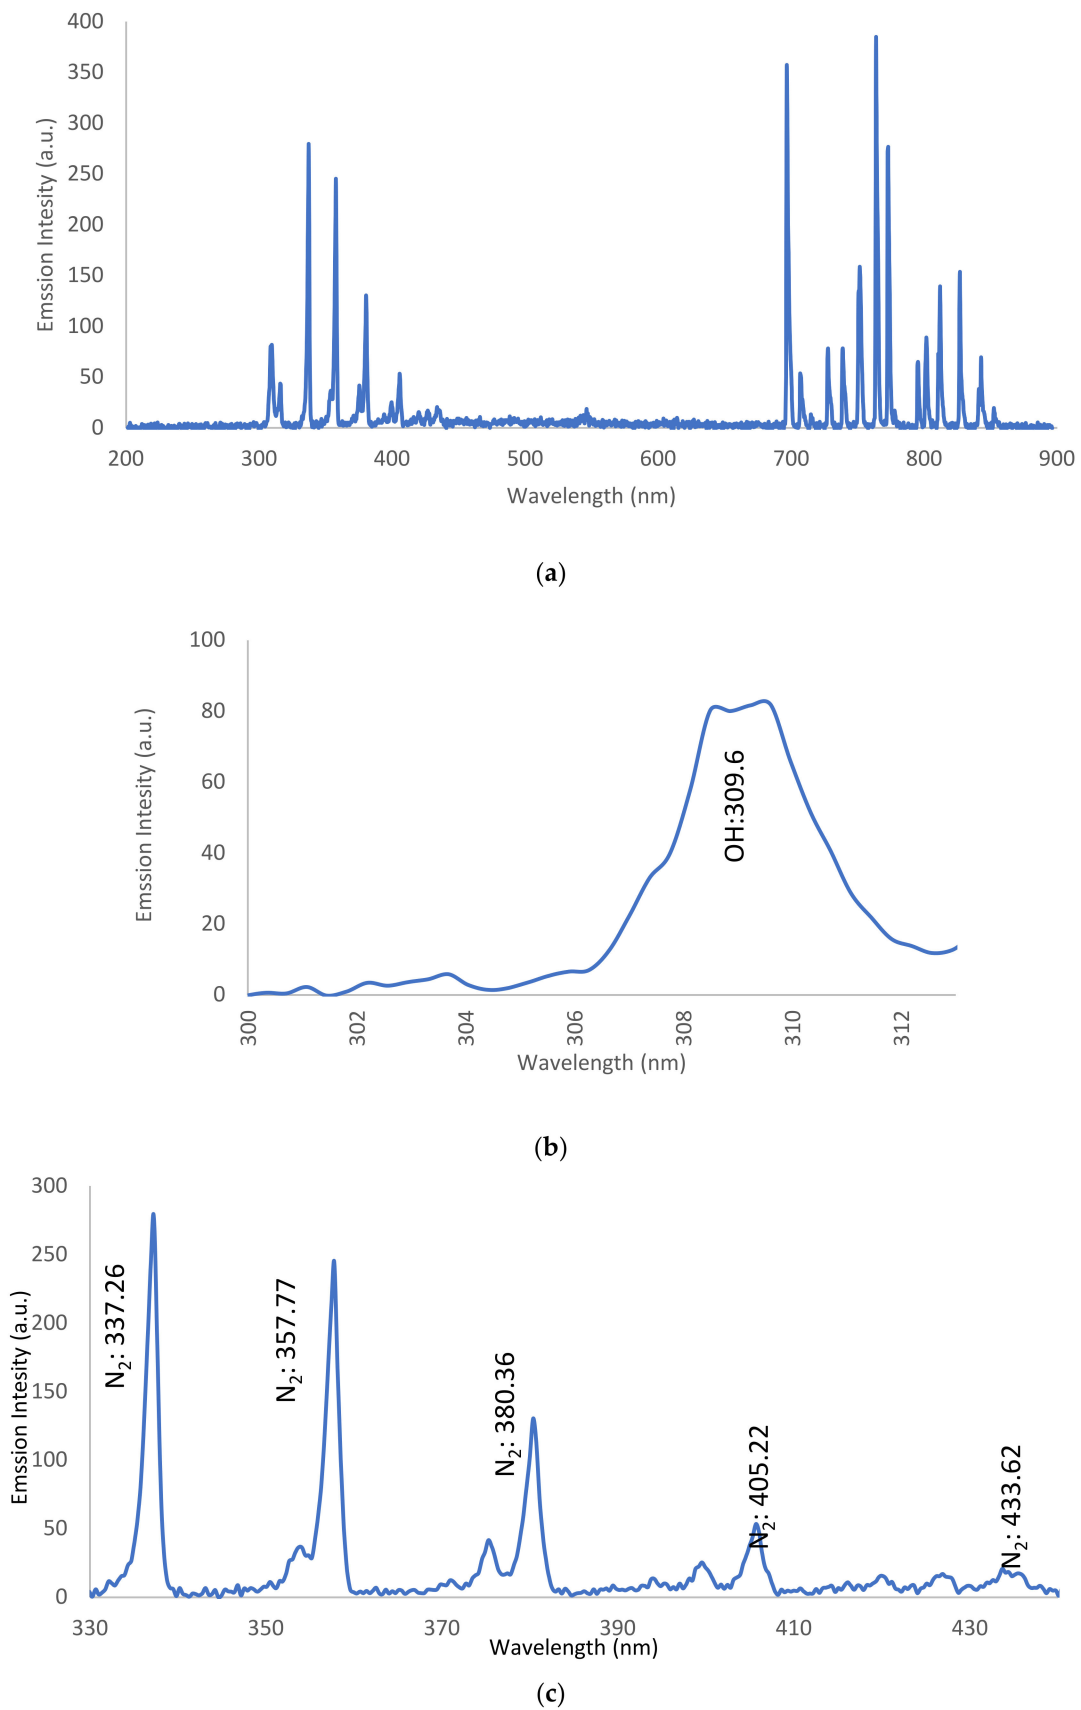 400
350
300
250
200
150
100
50
0
Emssion Intesity (a.u.)
200 300 400 500 600 700 800 900
Wavelength (nm)
(a)
100
80
60
40
20
0
Emssion Intesity (a.u.)
OH:309.6
300 302 304 306 308 310 312
Wavelength (nm)
(b)
300
250
200
150
100
50
0
Emssion Intesity (a.u.)
N2: 337.26
N2: 357.77
N2: 380.36
N2: 405.22
N2: 433.62
330 350 370 390 410 430
Wavelength (nm)
(c)